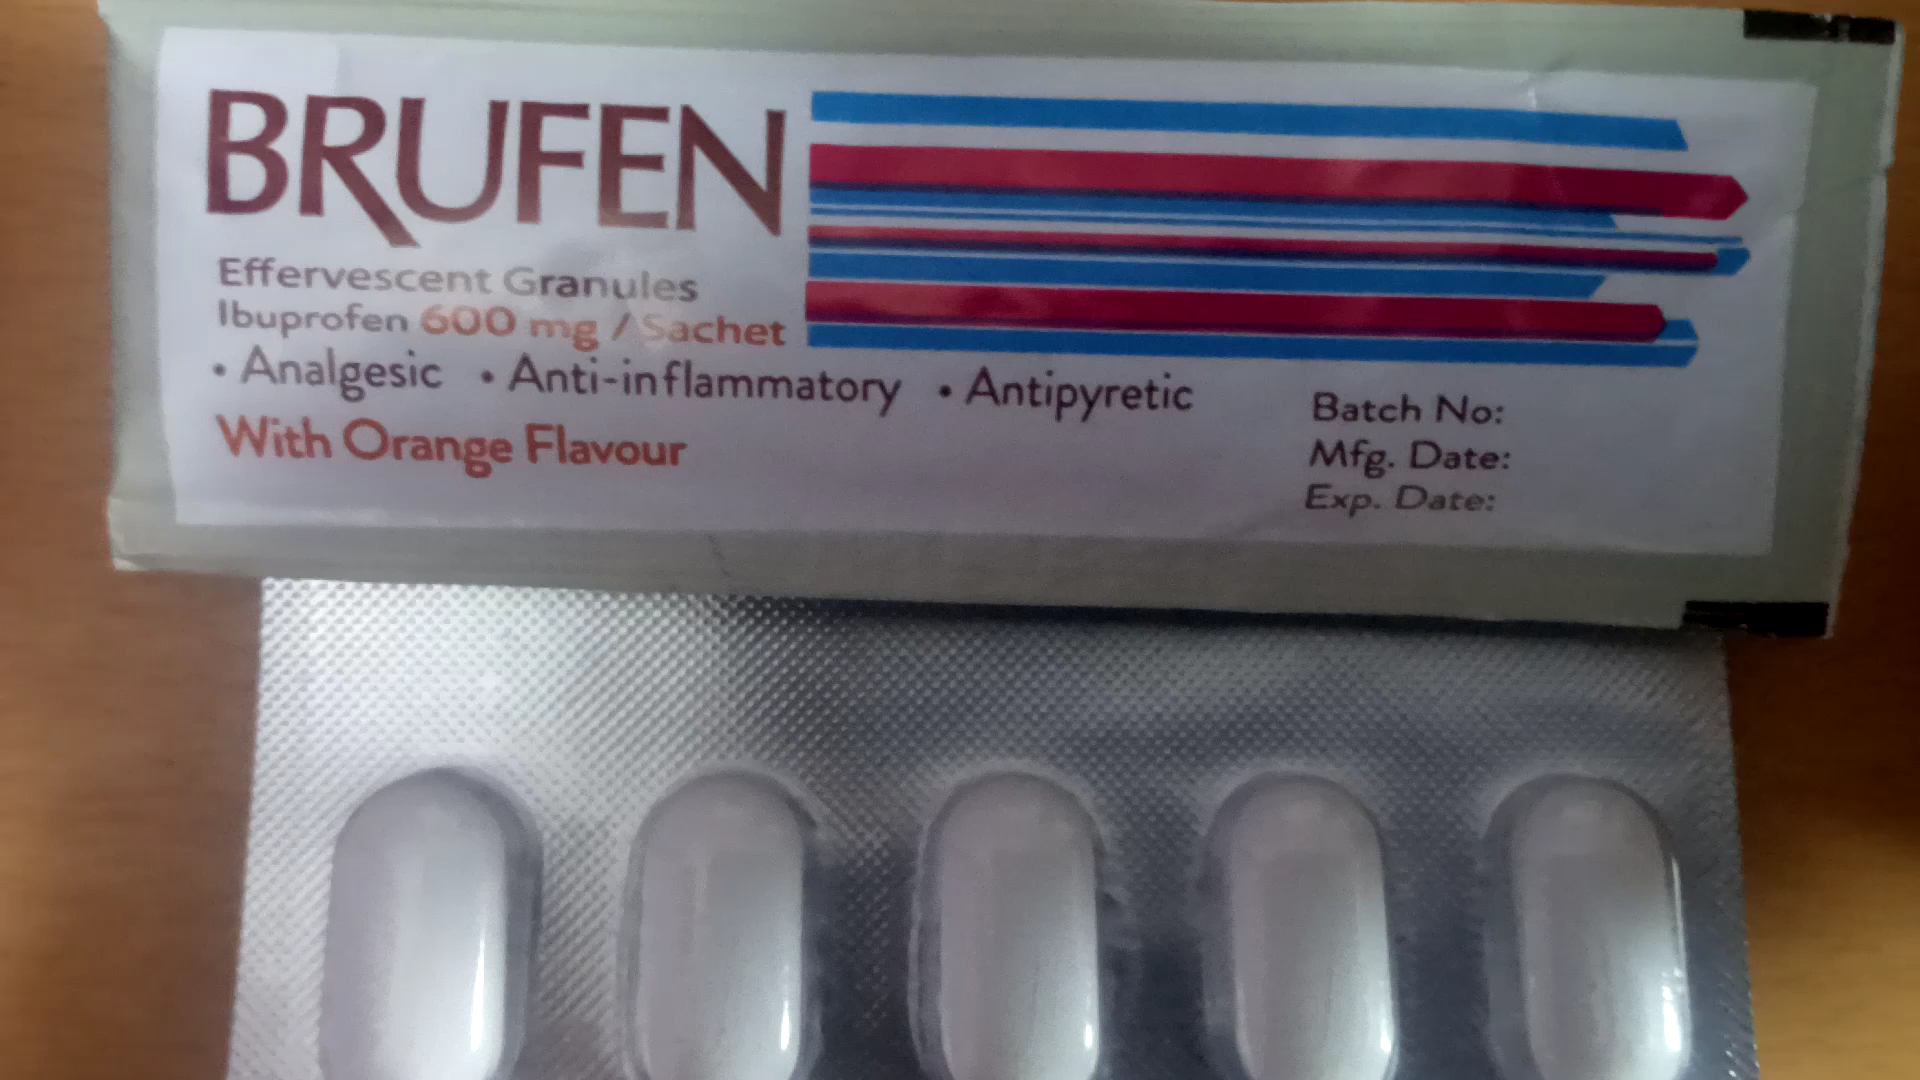 BRUFEN
Effervescent Granules
Ibuprofen 600 mg / Sachet
• Analgesic • Anti-inflammatory • Antipyretic
With Orange Flavour
Batch No:
Mfg. Date:
Exp. Date: